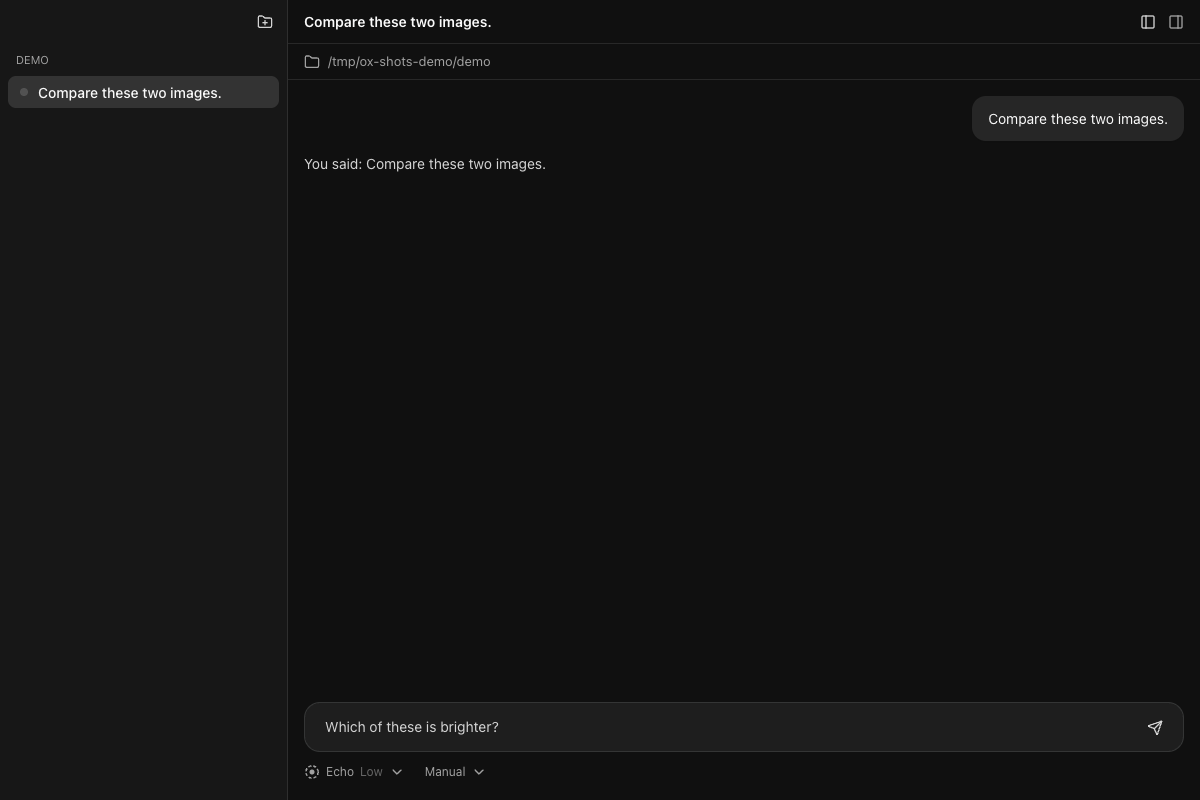 Compare these two images.
DEMO
/tmp/ox-shots-demo/demo
Compare these two images.
Compare these two images.
You said: Compare these two images.
Which of these is brighter?
Echo Low Manual